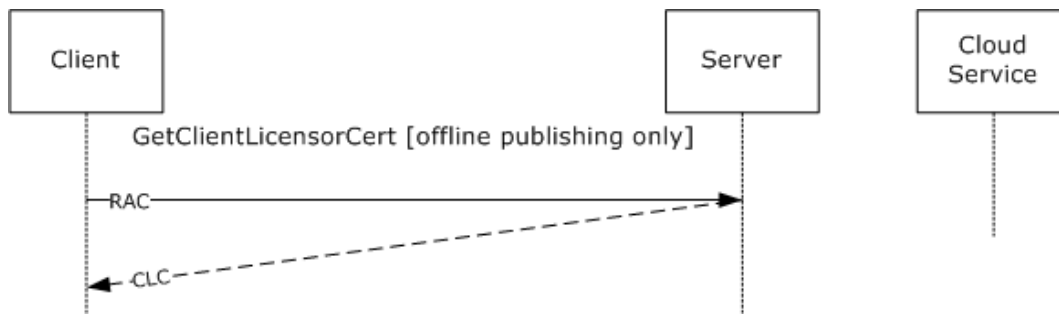 Client
Server
Cloud
Service
GetClientLicensorCert [offline publishing only]
RAC
CLC